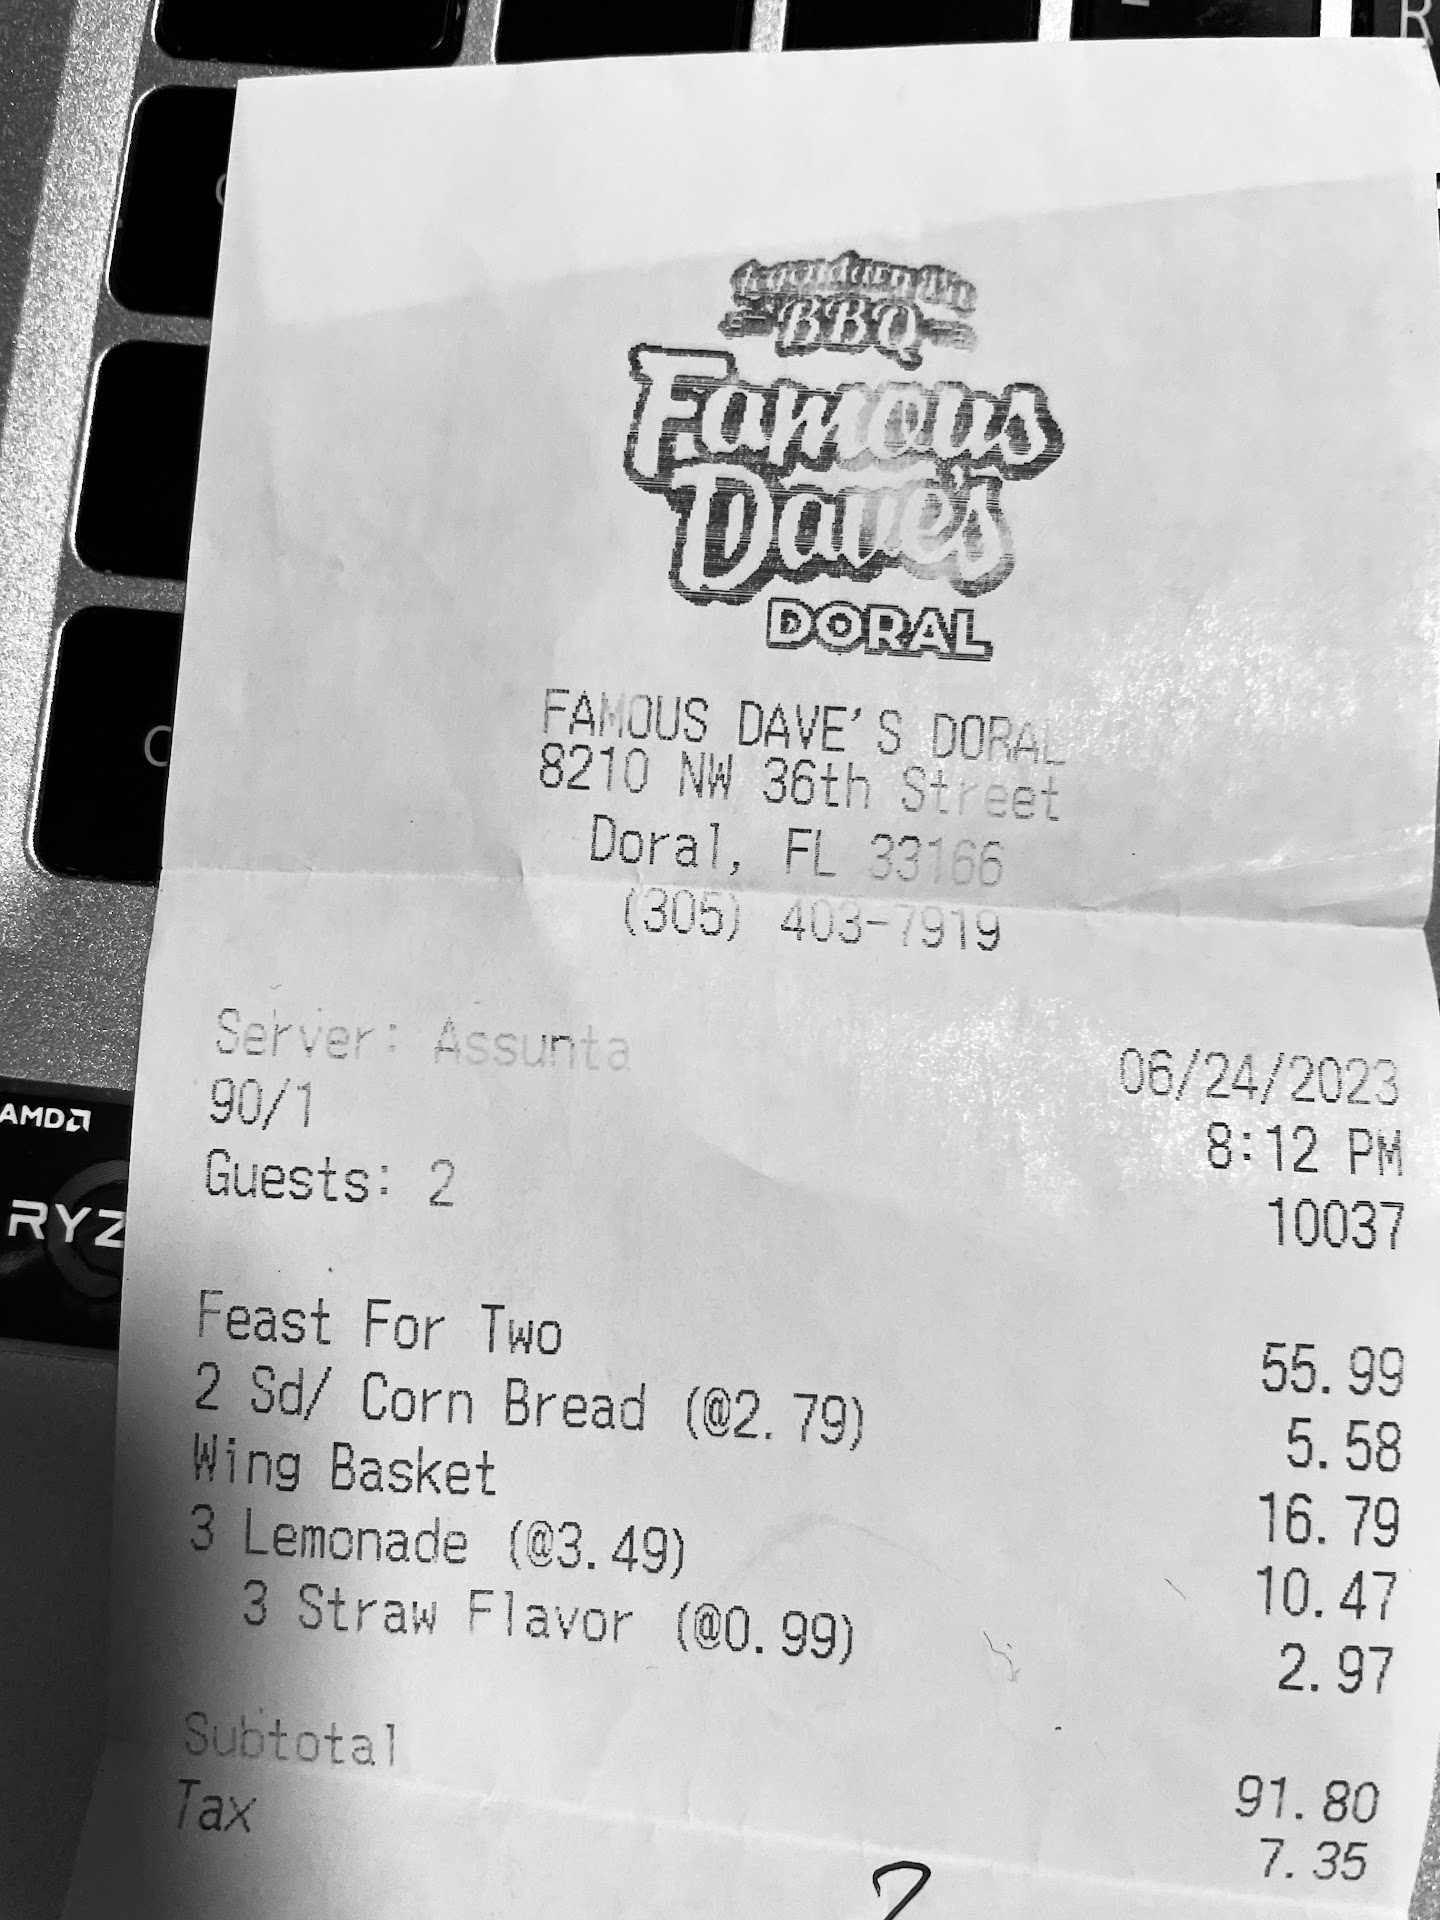 R
BBQ
Famous
Dave's
DORAL
FAMOUS DAVE'S DORAL
8210 NW 36th Street
Doral, FL 33166
(305) 403-7919
Server: Assunta
06/24/2023
90/1
8:12 PM
Guests: 2
10037
AMD
RYZ
Feast For Two 55.99
2 Sd/ Corn Bread (@2.79) 5.58
Wing Basket 16.79
3 Lemonade (@3.49) 10.47
3 Straw Flavor (@0.99) 2.97
Subtotal 91.80
Tax 7.35